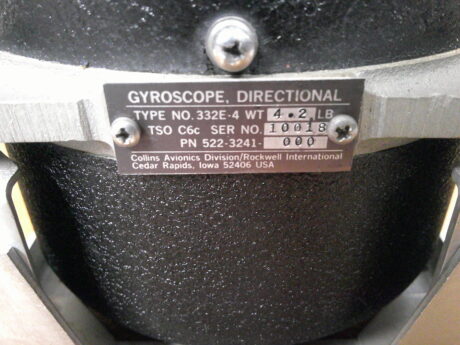 GYROSCOPE, DIRECTIONAL
TYPE NO. 332E-4 WT 4.2 LB
TSO C6c SER NO. 10018
PN 522-3241-000
Collins Avionics Division/Rockwell International
Cedar Rapids, Iowa 52406 USA